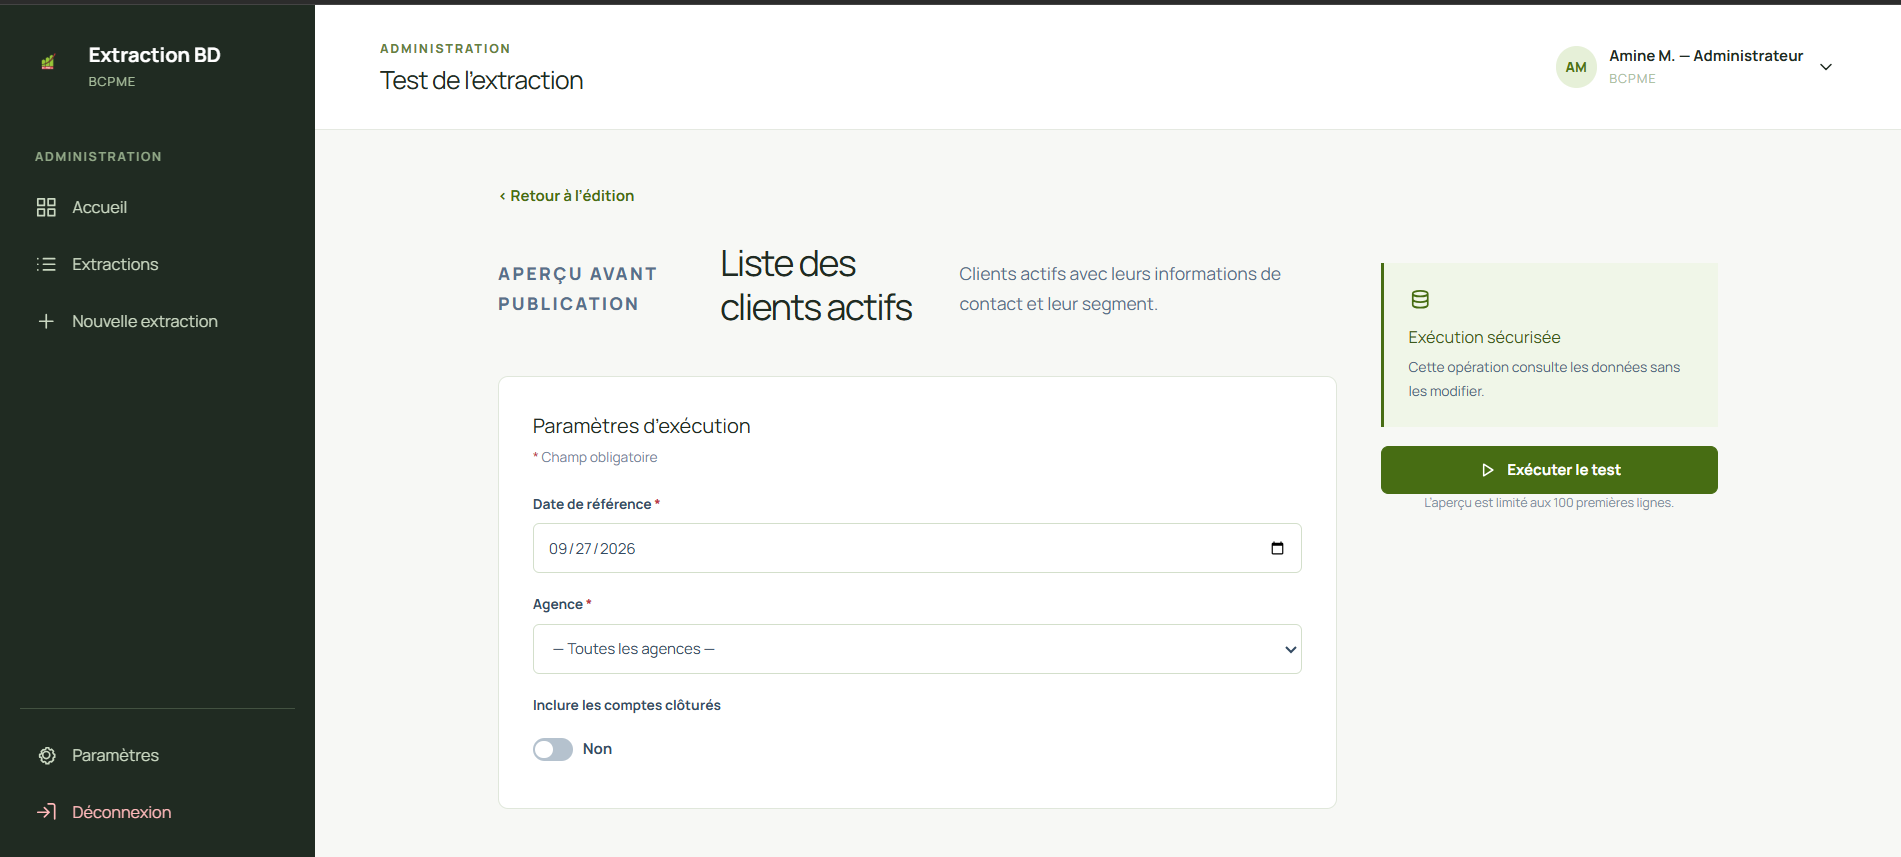 Extraction BD
BCPME
ADMINISTRATION
Accueil
Extractions
Nouvelle extraction
Paramètres
Déconnexion
ADMINISTRATION
Test de l'extraction
AM
Amine M. — Administrateur
BCPME
‹ Retour à l'édition
APERÇU AVANT
PUBLICATION
Liste des
clients actifs
Clients actifs avec leurs informations de
contact et leur segment.
Paramètres d'exécution
* Champ obligatoire
Date de référence *
09/27/2026
Agence *
— Toutes les agences —
Inclure les comptes clôturés
Non
Exécution sécurisée
Cette opération consulte les données sans
les modifier.
Exécuter le test
L'aperçu est limité aux 100 premières lignes.